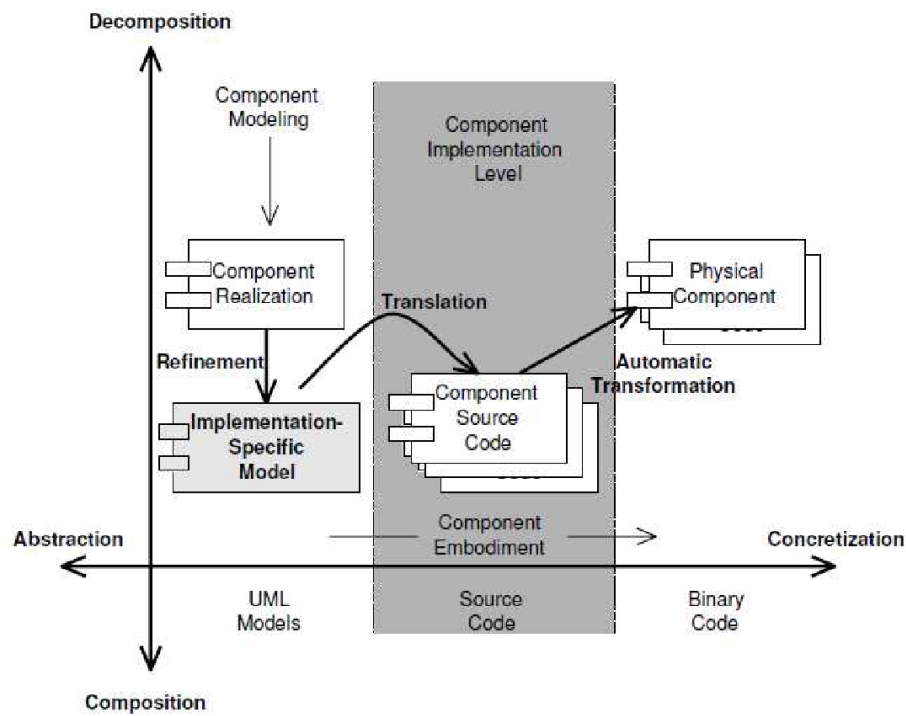 Decomposition
Component
Modeling
Component
Implementation
Level
Component
Realization
Physical
Component
Translation
Refinement
Automatic
Transformation
Implementation-
Specific
Model
Component
Source
Code
Abstraction
Component
Embodiment
Concretization
UML
Models
Source
Code
Binary
Code
Composition